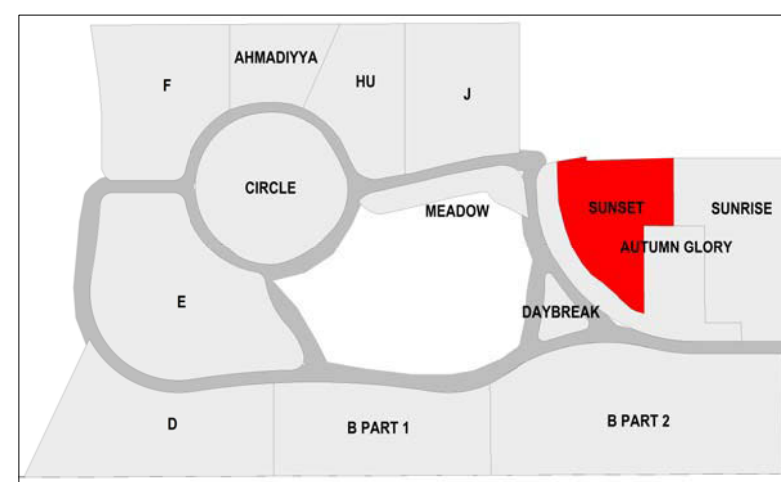 AHMADIYYA
F
HU
J
CIRCLE
MEADOW
SUNSET
SUNRISE
AUTUMN GLORY
E
DAYBREAK
D
B PART 1
B PART 2